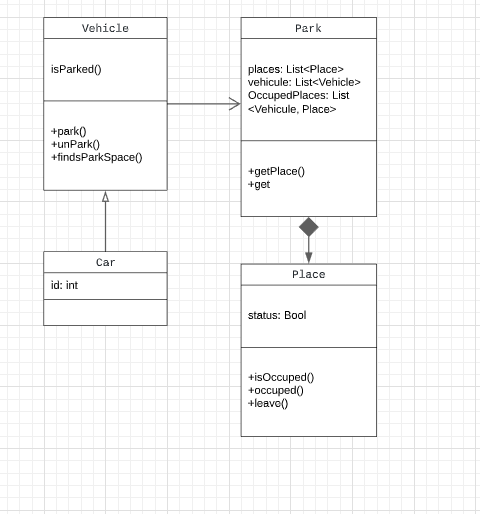 Vehicle
isParked()
+park()
+unPark()
+findsParkSpace()
Park
places: List<Place>
vehicule: List<Vehicle>
OccupedPlaces: List
<Vehicule, Place>
+getPlace()
+get
Car
id: int
Place
status: Bool
+isOccuped()
+occuped()
+leave()